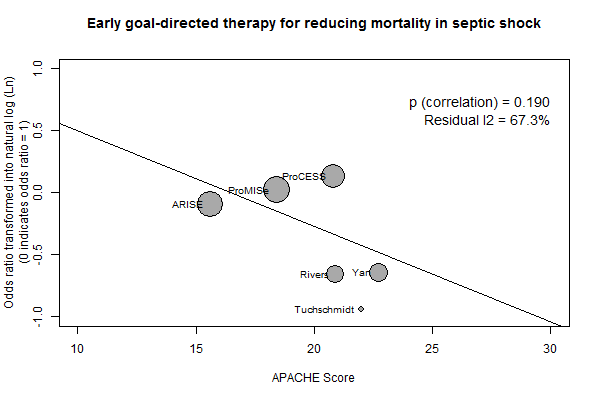 Early goal-directed therapy for reducing mortality in septic shock
Odds ratio transformed into natural log (Ln)
(0 indicates odds ratio = 1)
1.0
0.5
0.0
-0.5
-1.0
p (correlation) = 0.190
Residual I2 = 67.3%
ProCESS
ProMISe
ARISE
Rivers
Yan
Tuchschmidt
10
15
20
25
30
APACHE Score